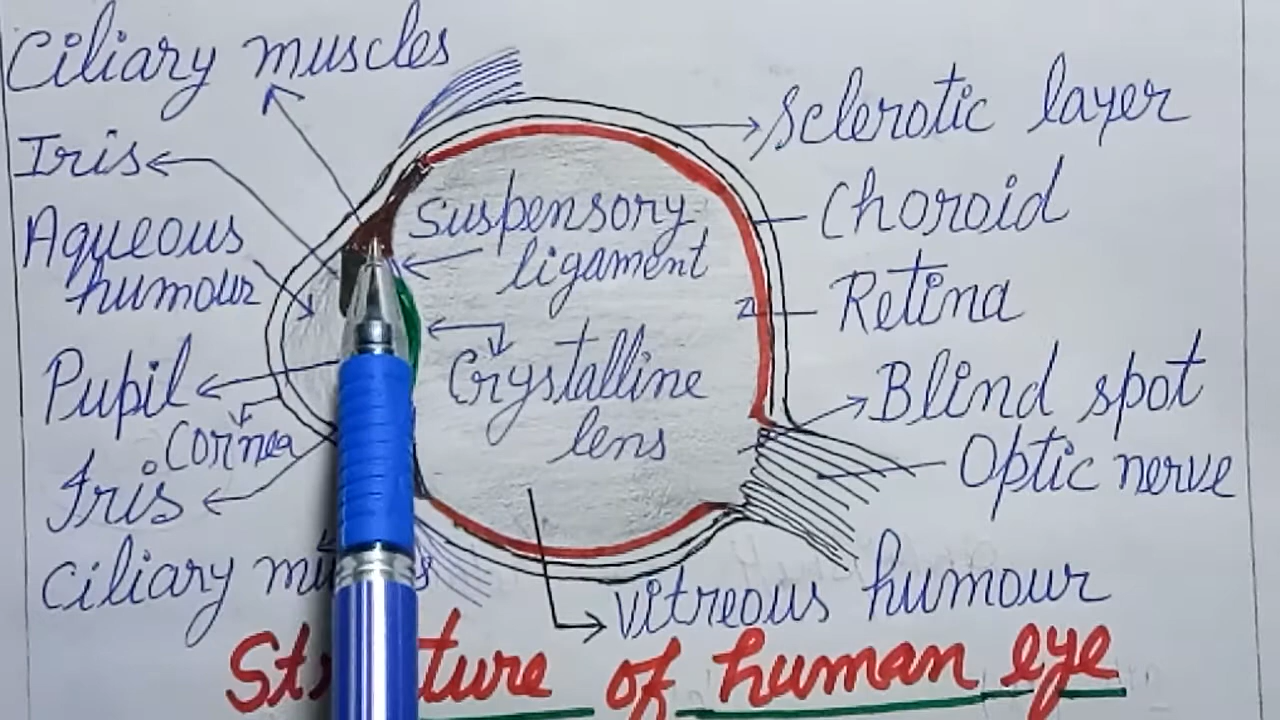 Ciliary muscles
Iris
Aqueous
humour
Pupil
Cornea
Iris
Ciliary
Suspensory
ligament
Crystalline
lens
Sclerotic layer
Choroid
Retina
Blind spot
Optic nerve
Vitreous humour
of human eye